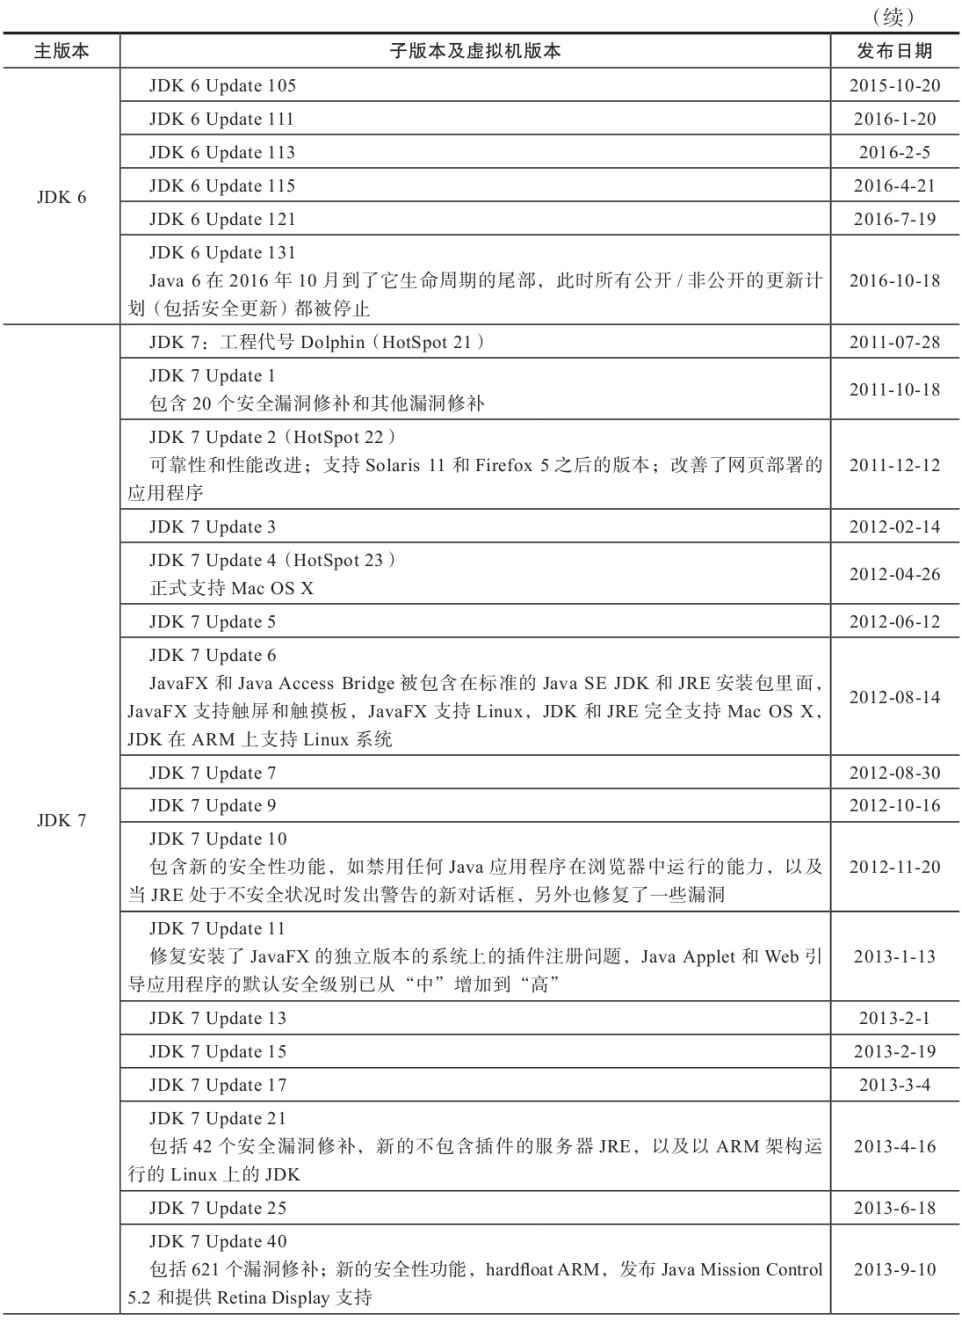 （续）
主版本 子版本及虚拟机版本 发布日期
JDK 6
JDK 6 Update 105 2015-10-20
JDK 6 Update 111 2016-1-20
JDK 6 Update 113 2016-2-5
JDK 6 Update 115 2016-4-21
JDK 6 Update 121 2016-7-19
JDK 6 Update 131
Java 6 在 2016 年 10 月到了它生命周期的尾部，此时所有公开 / 非公开的更新计
划（包括安全更新）都被停止
2016-10-18
JDK 7
JDK 7：工程代号 Dolphin（HotSpot 21） 2011-07-28
JDK 7 Update 1
包含 20 个安全漏洞修补和其他漏洞修补
2011-10-18
JDK 7 Update 2（HotSpot 22）
可靠性和性能改进；支持 Solaris 11 和 Firefox 5 之后的版本；改善了网页部署的
应用程序
2011-12-12
JDK 7 Update 3 2012-02-14
JDK 7 Update 4（HotSpot 23）
正式支持 Mac OS X
2012-04-26
JDK 7 Update 5 2012-06-12
JDK 7 Update 6
JavaFX 和 Java Access Bridge 被包含在标准的 Java SE JDK 和 JRE 安装包里面，
JavaFX 支持触屏和触摸板，JavaFX 支持 Linux，JDK 和 JRE 完全支持 Mac OS X，
JDK 在 ARM 上支持 Linux 系统
2012-08-14
JDK 7 Update 7 2012-08-30
JDK 7 Update 9 2012-10-16
JDK 7 Update 10
包含新的安全性功能，如禁用任何 Java 应用程序在浏览器中运行的能力，以及
当 JRE 处于不安全状况时发出警告的新对话框，另外也修复了一些漏洞
2012-11-20
JDK 7 Update 11
修复安装了 JavaFX 的独立版本的系统上的插件注册问题，Java Applet 和 Web 引
导应用程序的默认安全级别已从“中”增加到“高”
2013-1-13
JDK 7 Update 13 2013-2-1
JDK 7 Update 15 2013-2-19
JDK 7 Update 17 2013-3-4
JDK 7 Update 21
包括 42 个安全漏洞修补，新的不包含插件的服务器 JRE，以及以 ARM 架构运
行的 Linux 上的 JDK
2013-4-16
JDK 7 Update 25 2013-6-18
JDK 7 Update 40
包括 621 个漏洞修补；新的安全性功能，hardfloat ARM，发布 Java Mission Control
5.2 和提供 Retina Display 支持
2013-9-10